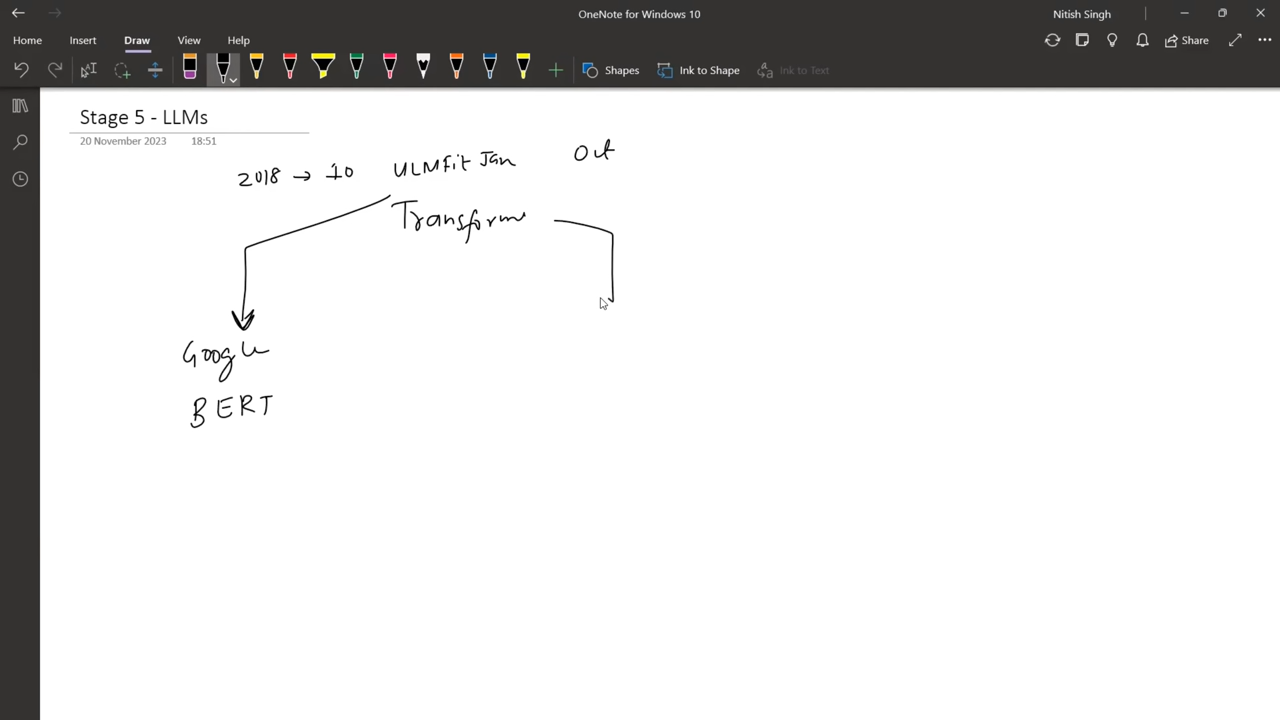 OneNote for Windows 10
Nitish Singh
Home Insert Draw View Help
Share
Shapes
Ink to Shape
Ink to Text
Stage 5 - LLMs
20 November 2023 18:51
2018 → 10 ULMFit Jan Oct
Transforme
Google
BERT